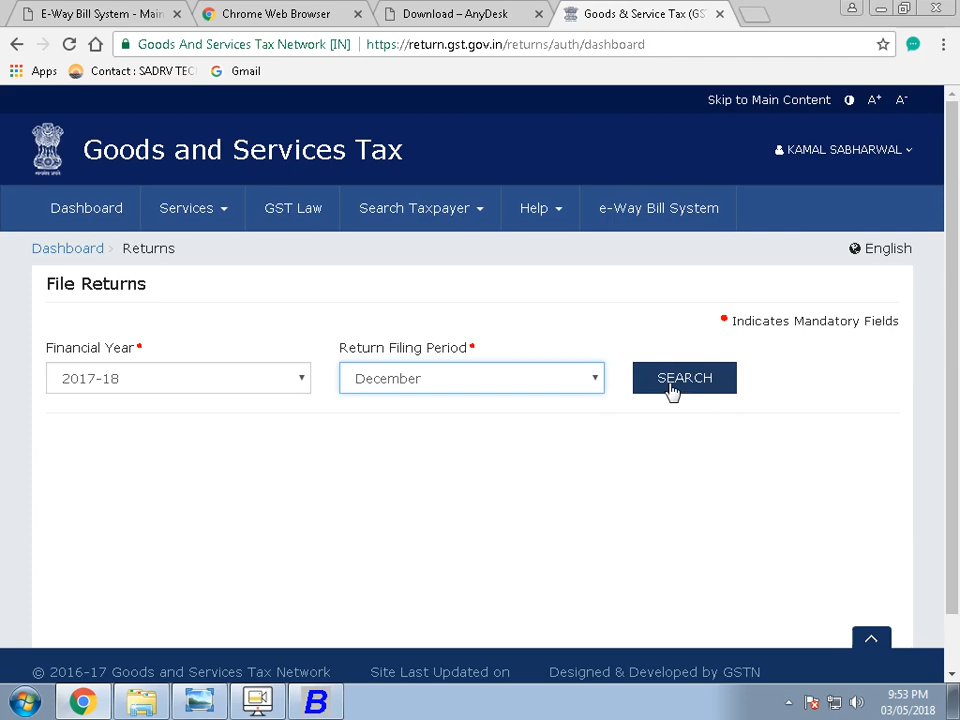 E-Way Bill System - Main
Chrome Web Browser
Download – AnyDesk
Goods & Service Tax (GS
Goods And Services Tax Network [IN]
https://return.gst.gov.in/returns/auth/dashboard
Apps
Contact : SADRV TEC
Gmail
Skip to Main Content
A+
A-
Goods and Services Tax
KAMAL SABHARWAL
Dashboard
Services
GST Law
Search Taxpayer
Help
e-Way Bill System
Dashboard
Returns
English
File Returns
Indicates Mandatory Fields
Financial Year
Return Filing Period
2017-18
December
SEARCH
© 2016-17 Goods and Services Tax Network
Site Last Updated on
Designed & Developed by GSTN
B
9:53 PM
03/05/2018